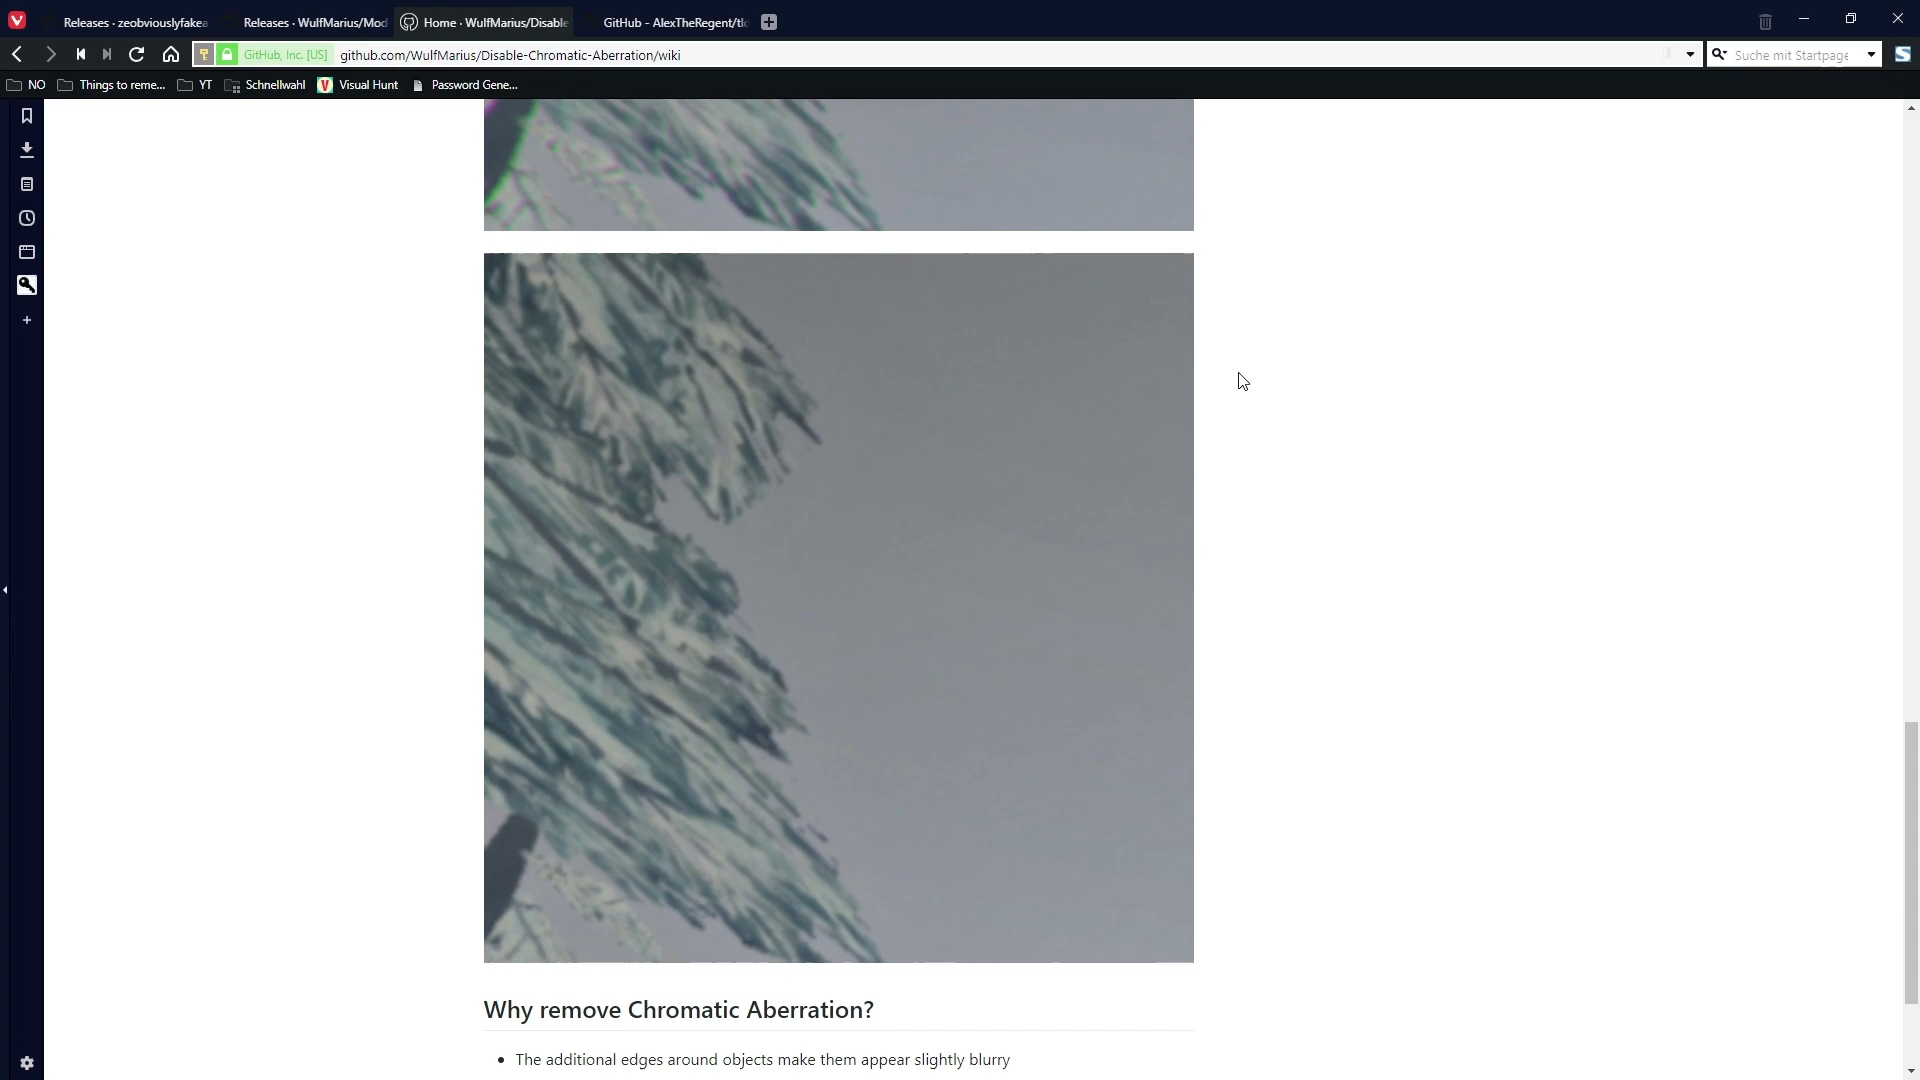 Releases · zeobviouslyfakea
Releases · WulfMarius/Mod
Home · WulfMarius/Disable
GitHub - AlexTheRegent/tlc
GitHub, Inc. [US]
github.com/WulfMarius/Disable-Chromatic-Aberration/wiki
Suche mit Startpage
NO
Things to reme...
YT
Schnellwahl
Visual Hunt
Password Gene...
Why remove Chromatic Aberration?
• The additional edges around objects make them appear slightly blurry